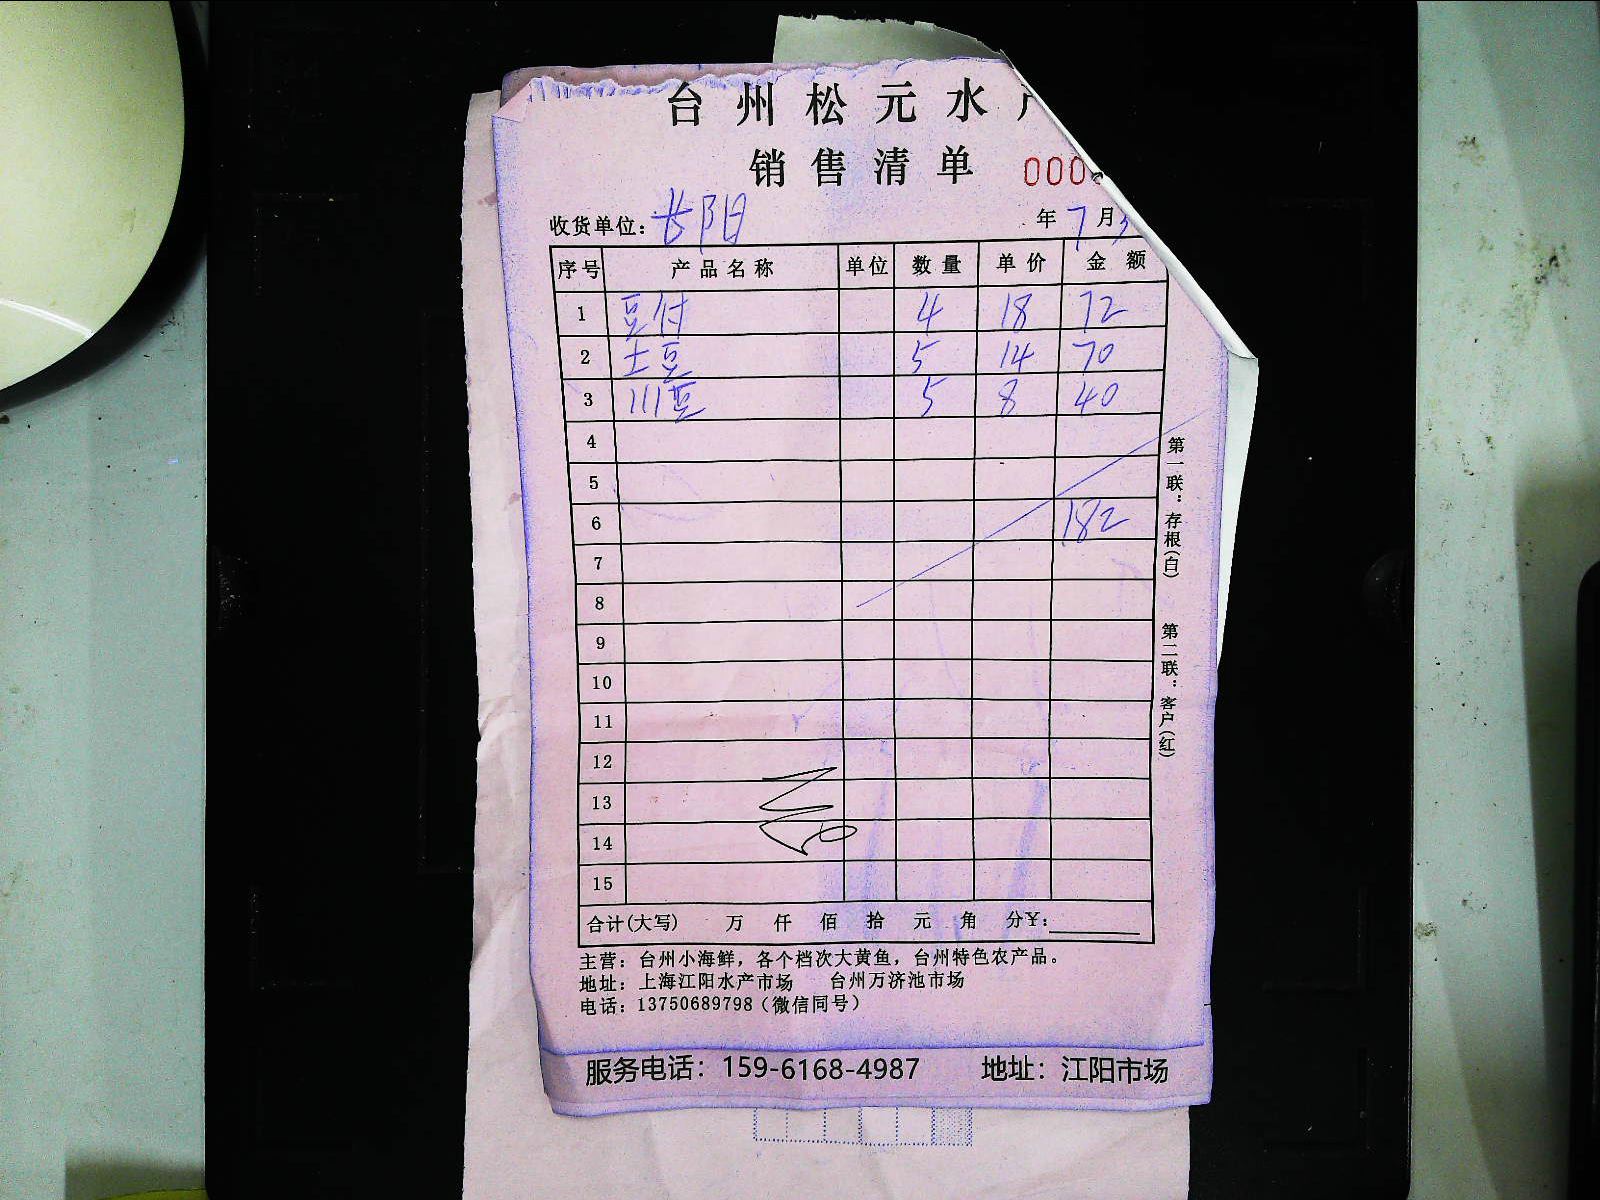 台州松元水
销售清单 000
收货单位：长阳 年 7 月
序号 产品名称 单位 数量 单价 金额
1 豆付 4 18 72
2 土豆 5 14 70
3 川豆 5 8 40
4
5
6 182
7
8
9
10
11
12
13
14
15
合计(大写) 万 仟 佰 拾 元 角 分¥:
主营：台州小海鲜，各个档次大黄鱼，台州特色农产品。
地址：上海江阳水产市场 台州万济池市场
电话：13750689798（微信同号）
服务电话：159-6168-4987 地址：江阳市场
第一联：存根(白)
第二联：客户(红)